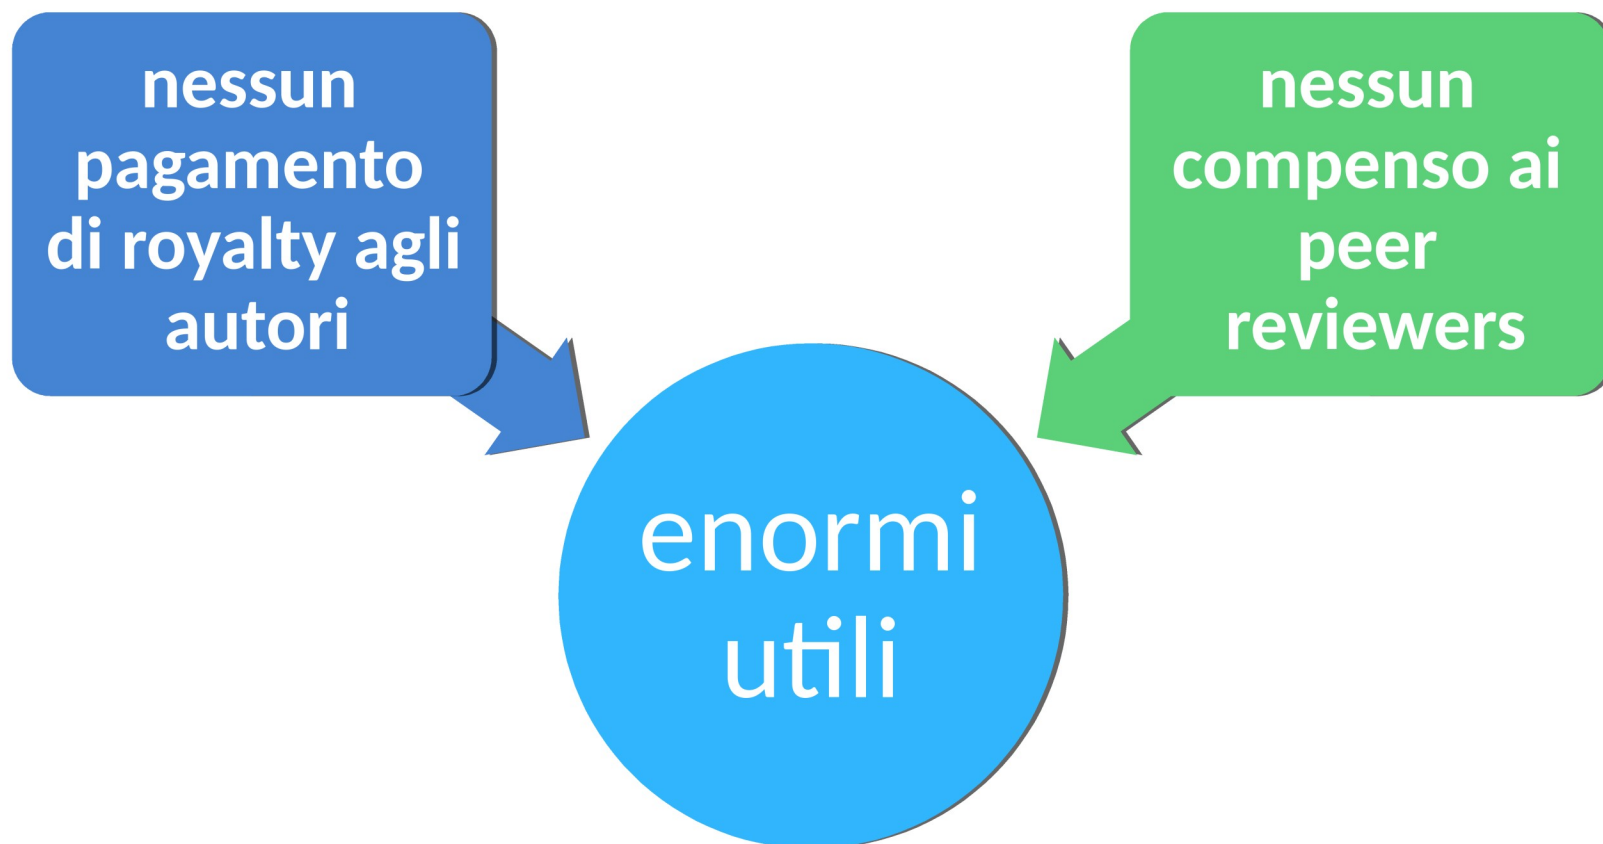 nessun
pagamento
di royalty agli
autori
nessun
compenso ai
peer
reviewers
enormi
utili